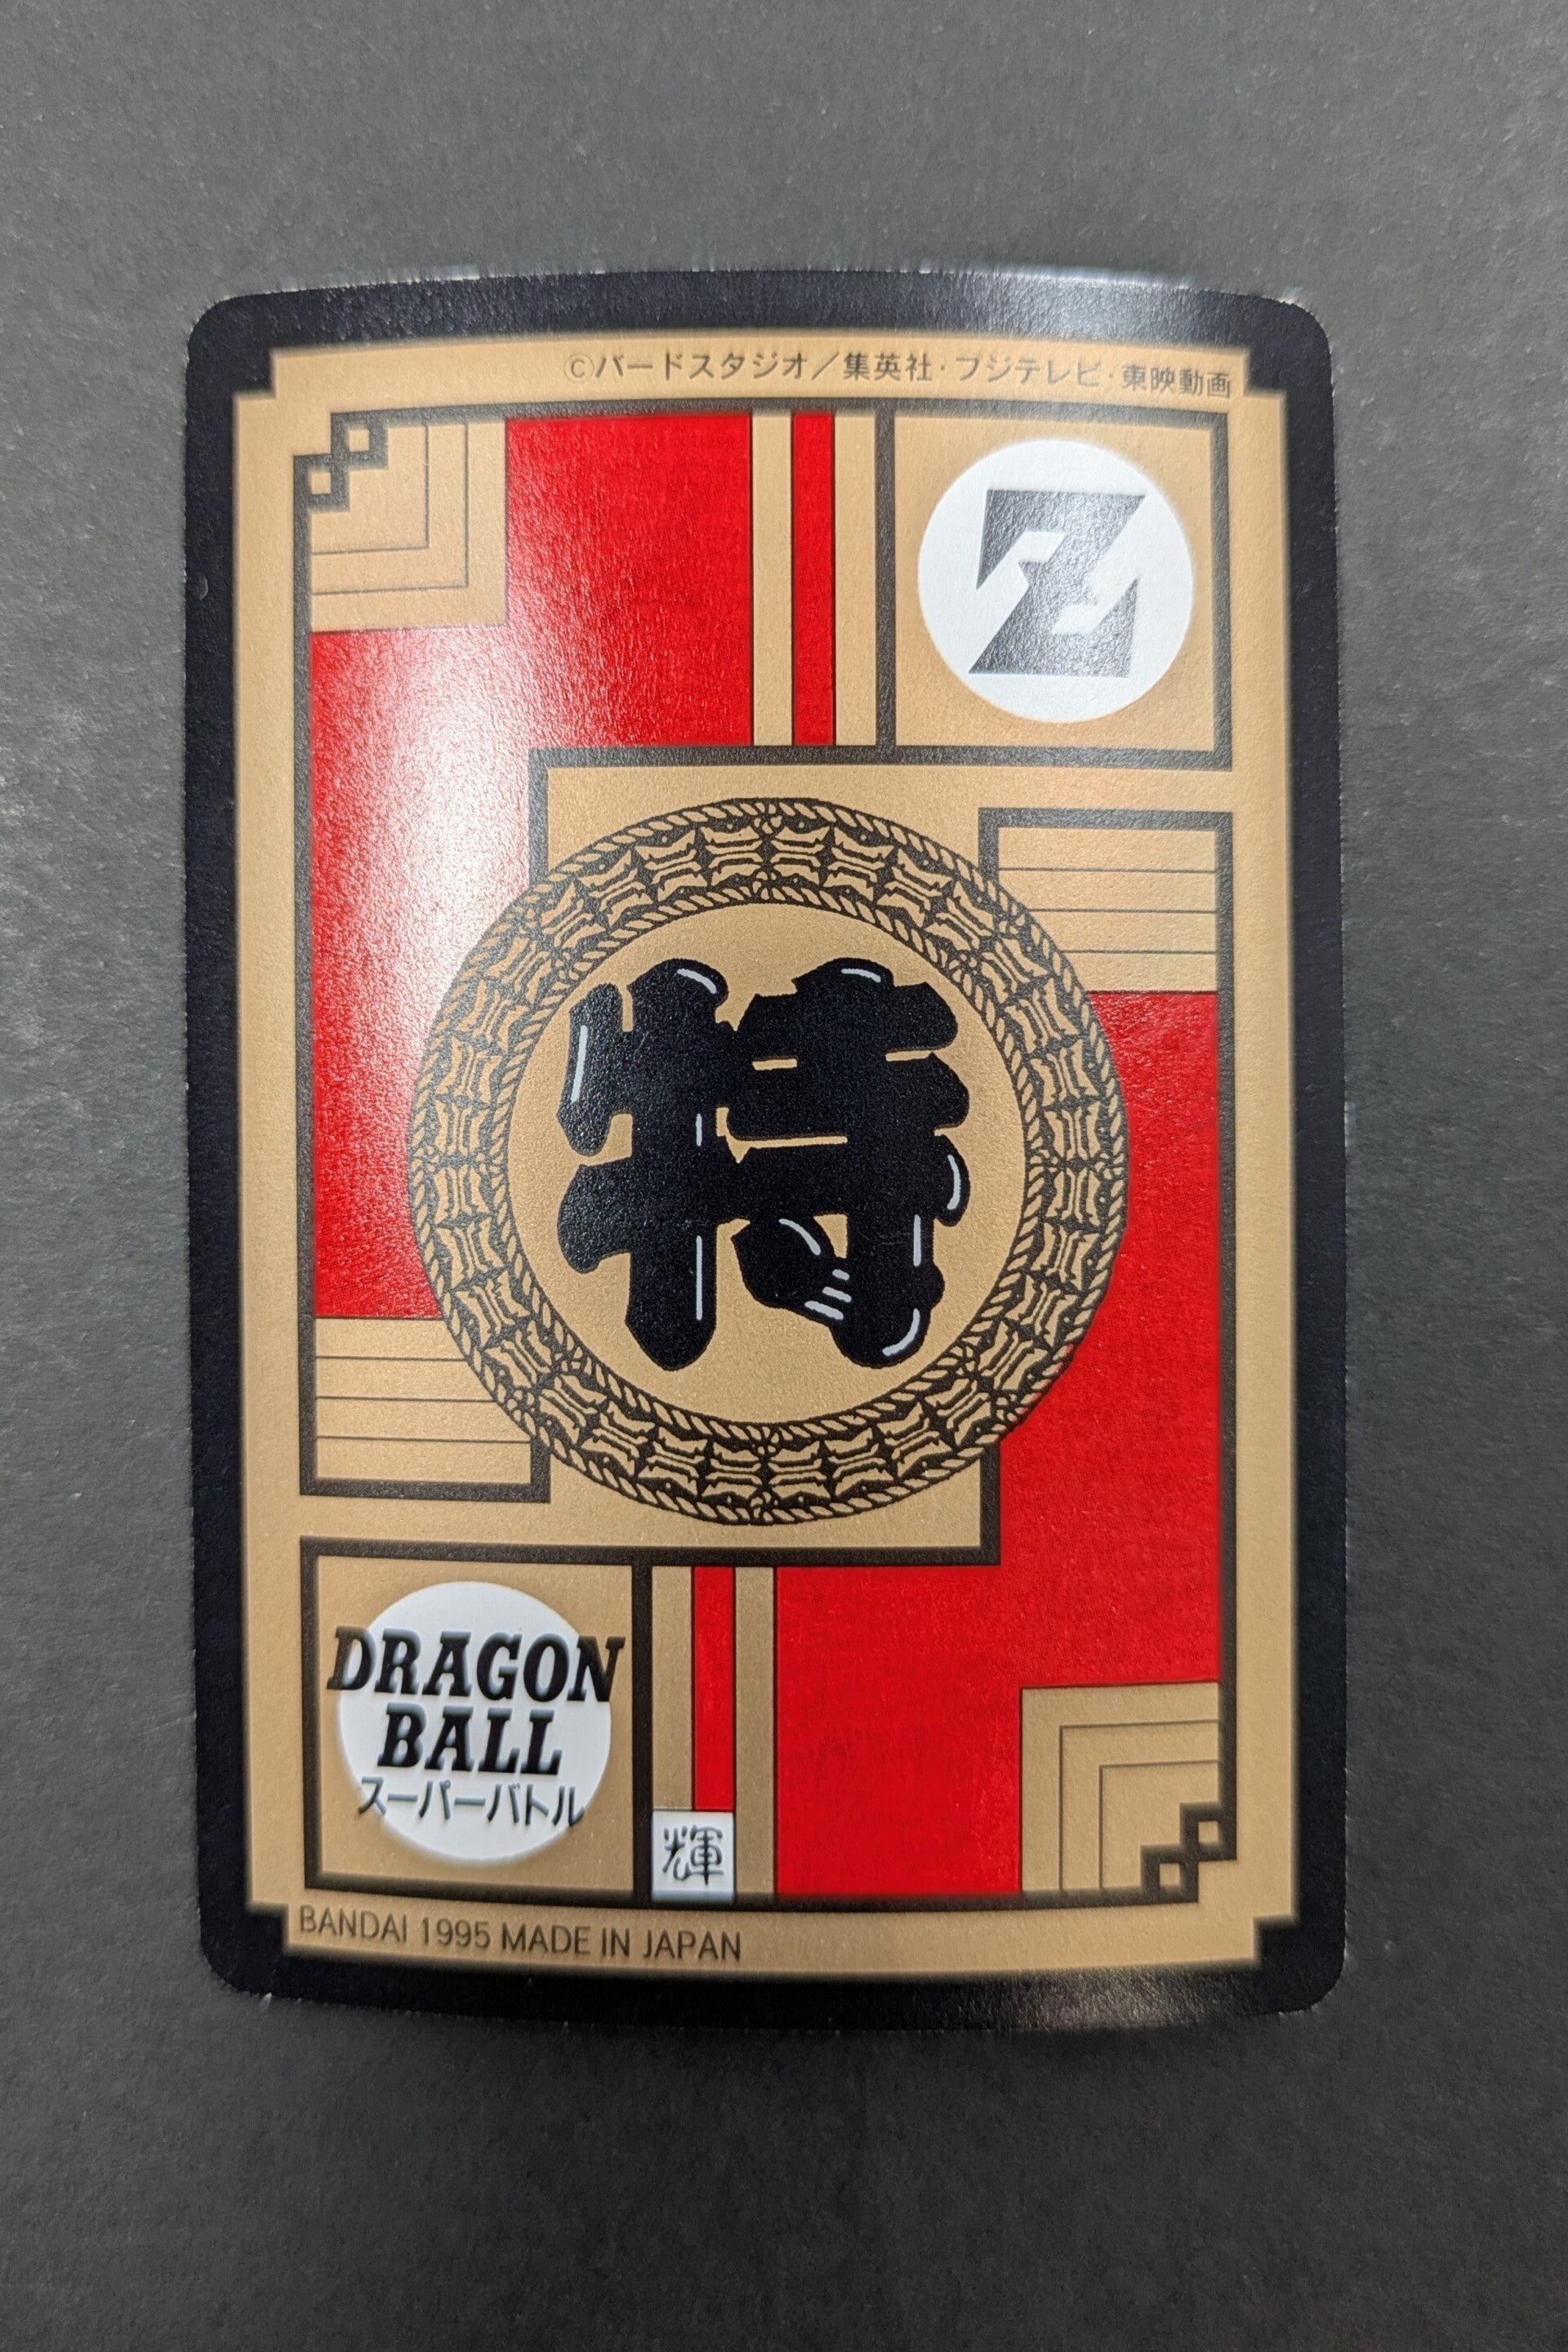 ©バードスタジオ／集英社・フジテレビ・東映動画
Z
特
DRAGON
BALL
スーパーバトル
輝
BANDAI 1995 MADE IN JAPAN